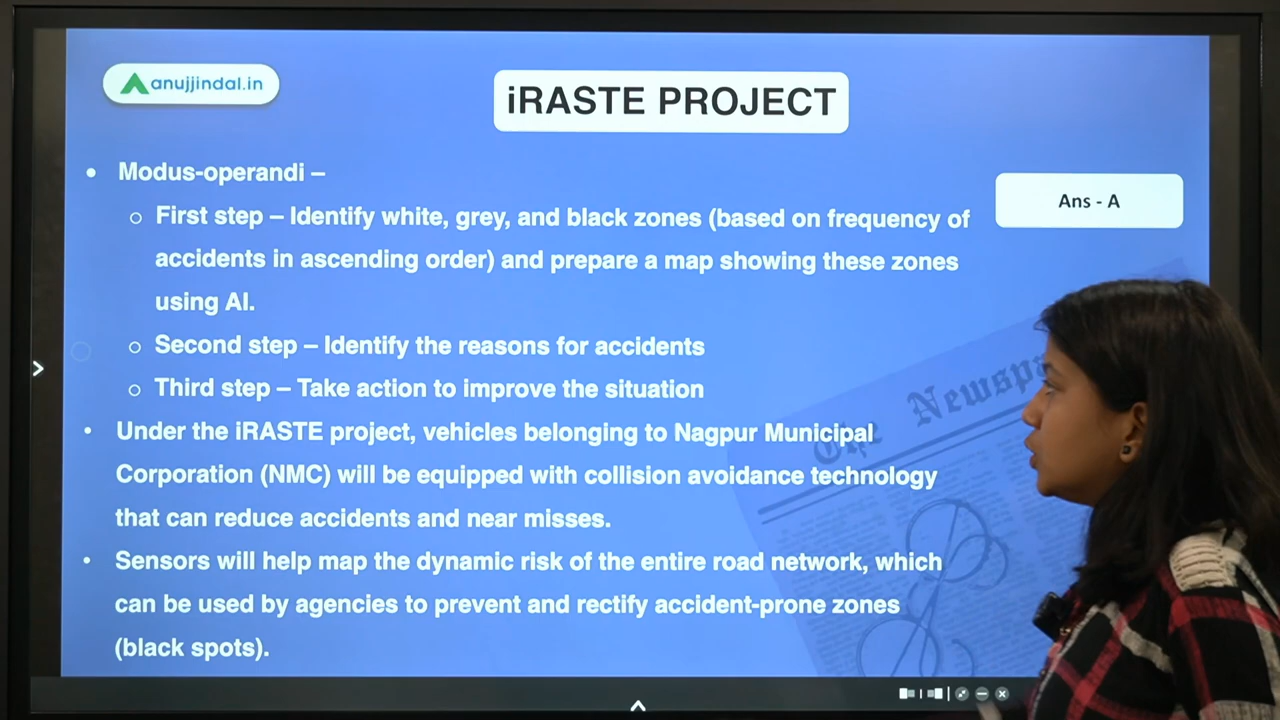 anujjindal.in
iRASTE PROJECT
• Modus-operandi –
Ans - A
o First step – Identify white, grey, and black zones (based on frequency of
accidents in ascending order) and prepare a map showing these zones
using AI.
o Second step – Identify the reasons for accidents
o Third step – Take action to improve the situation
• Under the iRASTE project, vehicles belonging to Nagpur Municipal
Corporation (NMC) will be equipped with collision avoidance technology
that can reduce accidents and near misses.
• Sensors will help map the dynamic risk of the entire road network, which
can be used by agencies to prevent and rectify accident-prone zones
(black spots).
The Newsp